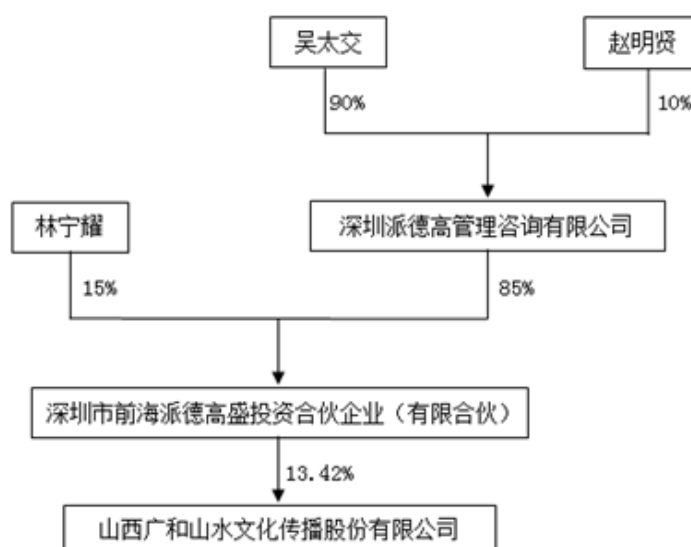 吴太交
赵明贤
90%
10%
林宁耀
深圳派德高管理咨询有限公司
15%
85%
深圳市前海派德高盛投资合伙企业（有限合伙）
13.42%
山西广和山水文化传播股份有限公司